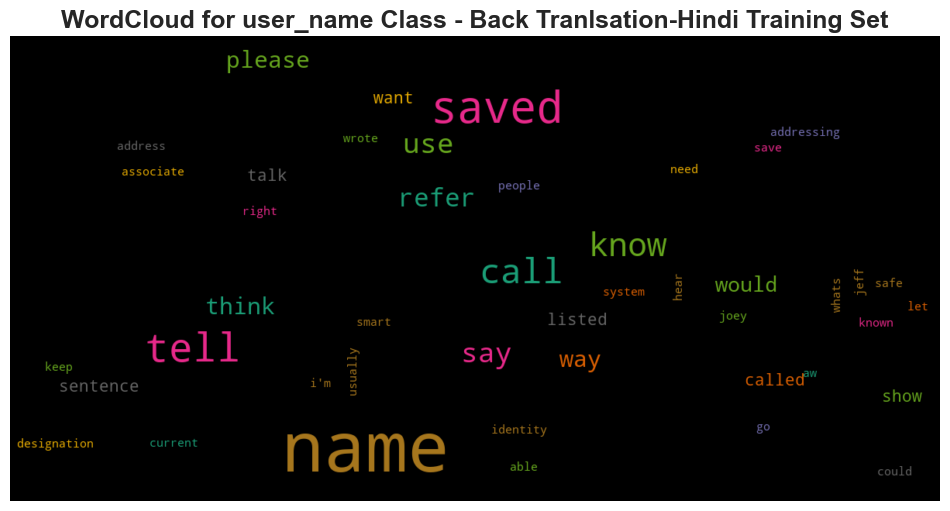 WordCloud for user_name Class - Back Tranlsation-Hindi Training Set
please
want
saved
wrote
use
addressing
save
address
associate
talk
need
people
right
refer
know
call
hear
system
would
whats
jeff
safe
let
think
smart
listed
joey
known
tell
say
way
usually
keep
sentence
i'm
called
aw
show
name
designation
current
identity
go
able
could